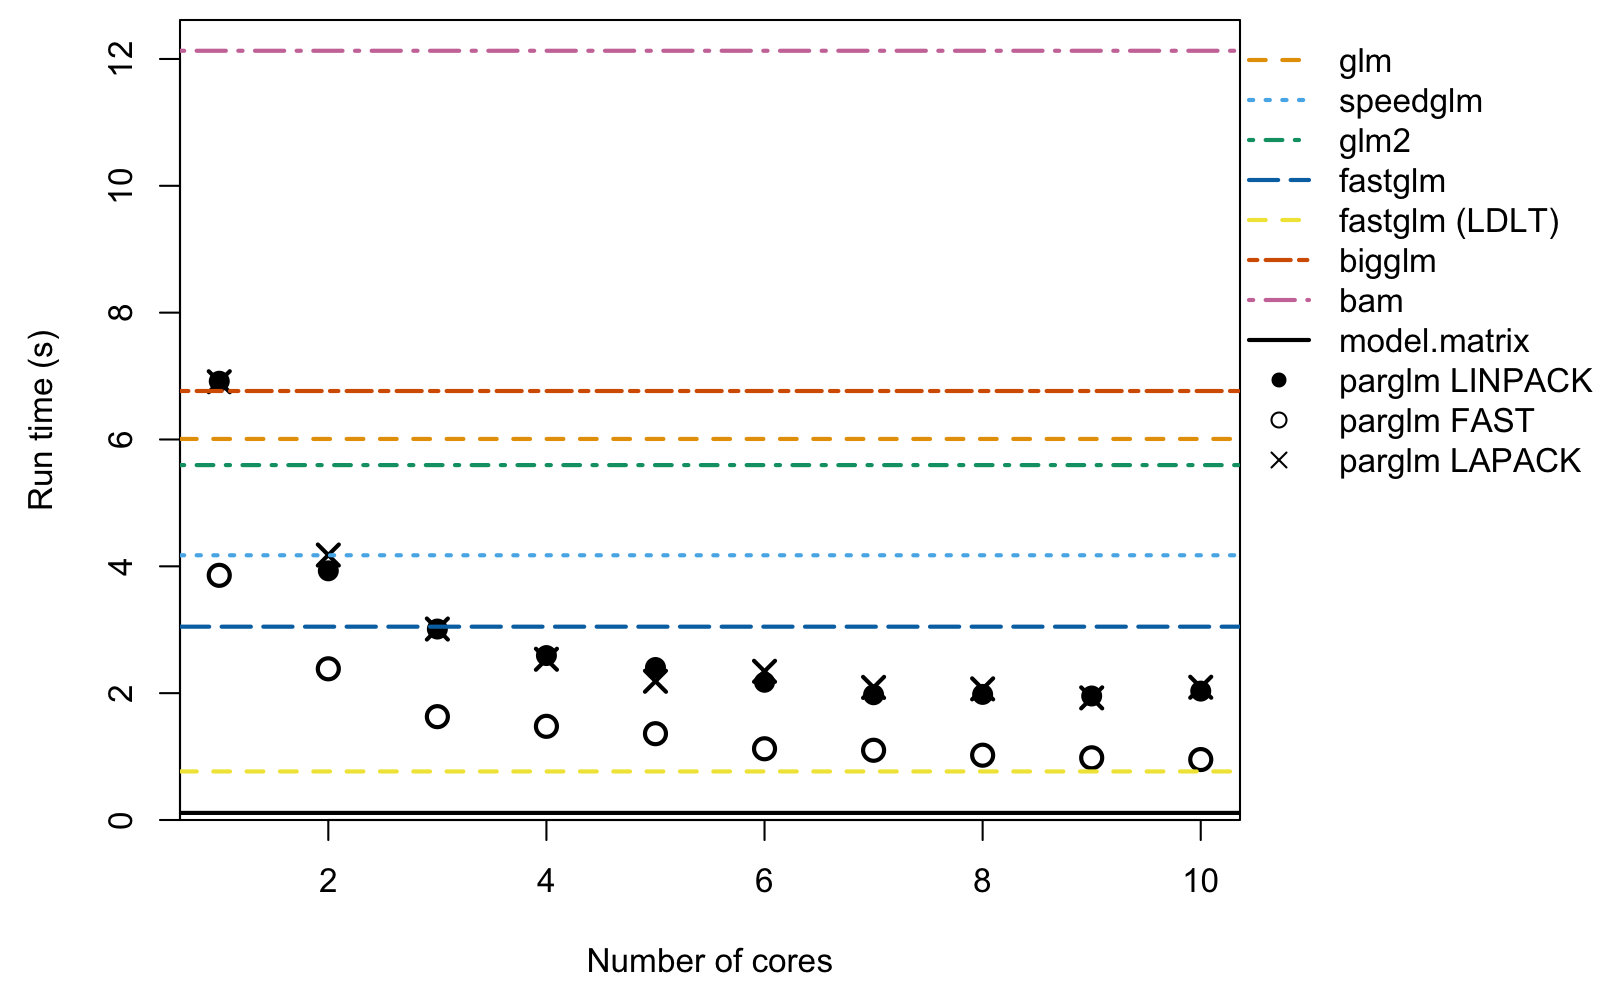 12
10
8
6
4
2
0
Run time (s)
2 4 6 8 10
Number of cores
glm
speedglm
glm2
fastglm
fastglm (LDLT)
bigglm
bam
model.matrix
parglm LINPACK
parglm FAST
parglm LAPACK